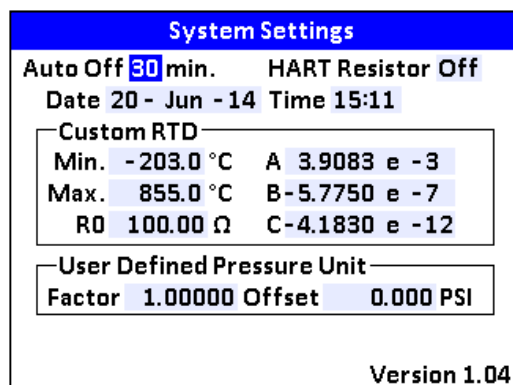 System Settings
Auto Off 30 min. HART Resistor Off
Date 20 - Jun - 14 Time 15:11
Custom RTD
Min. - 203.0 °C A 3.9083 e - 3
Max. 855.0 °C B - 5.7750 e - 7
R0 100.00 Ω C - 4.1830 e - 12
User Defined Pressure Unit
Factor 1.00000 Offset 0.000 PSI
Version 1.04